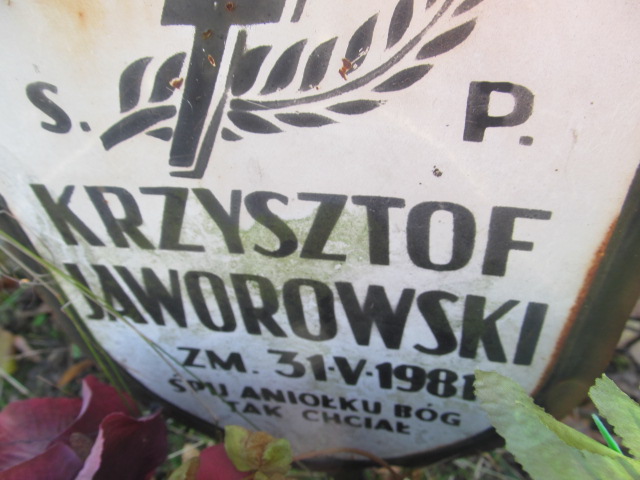 S. P.
KRZYSZTOF
JAWOROWSKI
ZM. 31·V·1981
ŚPIJ ANIOŁKU BÓG
TAK CHCIAŁ